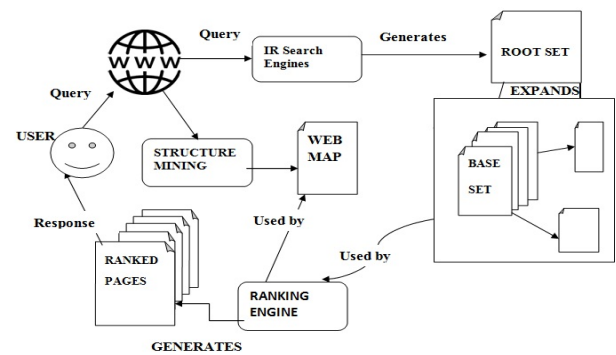 Query
IR Search
Engines
Generates
ROOT SET
EXPANDS
W W W
Query
USER
STRUCTURE
MINING
WEB
MAP
BASE
SET
Response
Used by
Used by
RANKED
PAGES
RANKING
ENGINE
GENERATES